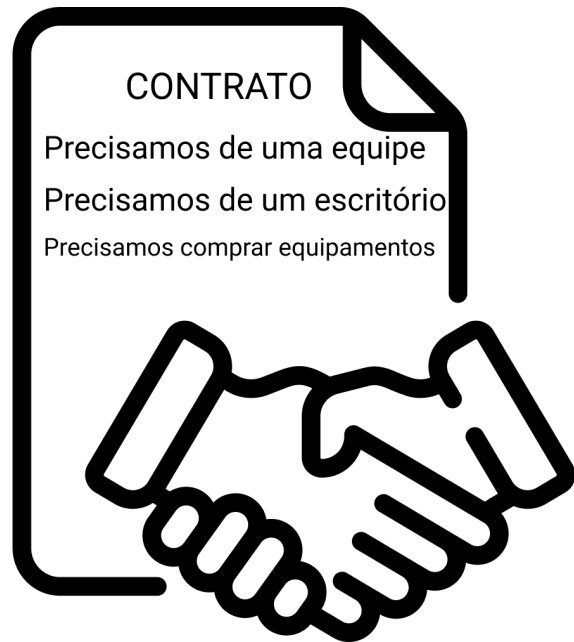 CONTRATO
Precisamos de uma equipe
Precisamos de um escritório
Precisamos comprar equipamentos